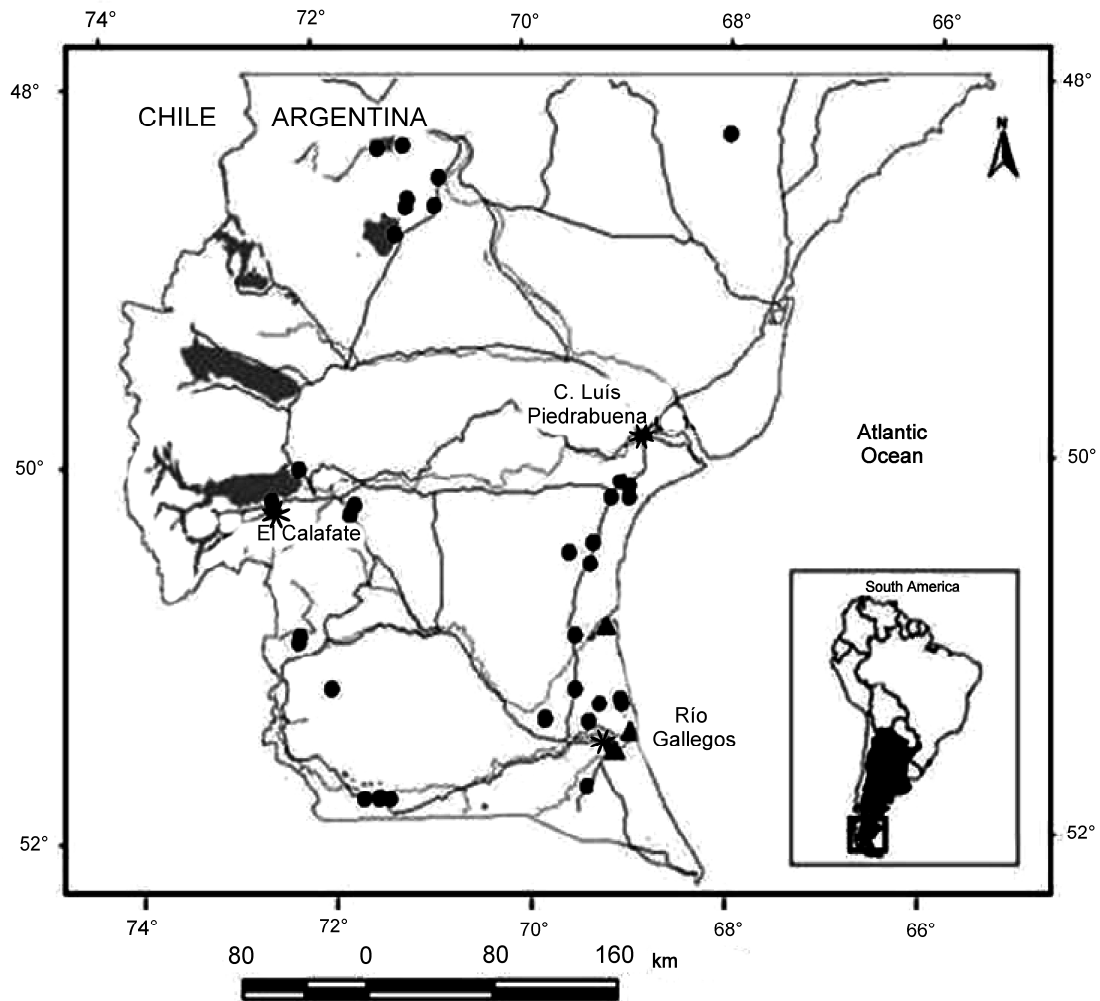 74° 72° 70° 68° 66°
48° 48°
CHILE ARGENTINA
N
C. Luís
Piedrabuena
Atlantic
Ocean
50° 50°
El Calafate
South America
Río
Gallegos
52° 52°
74° 72° 70° 68° 66°
80 0 80 160 km